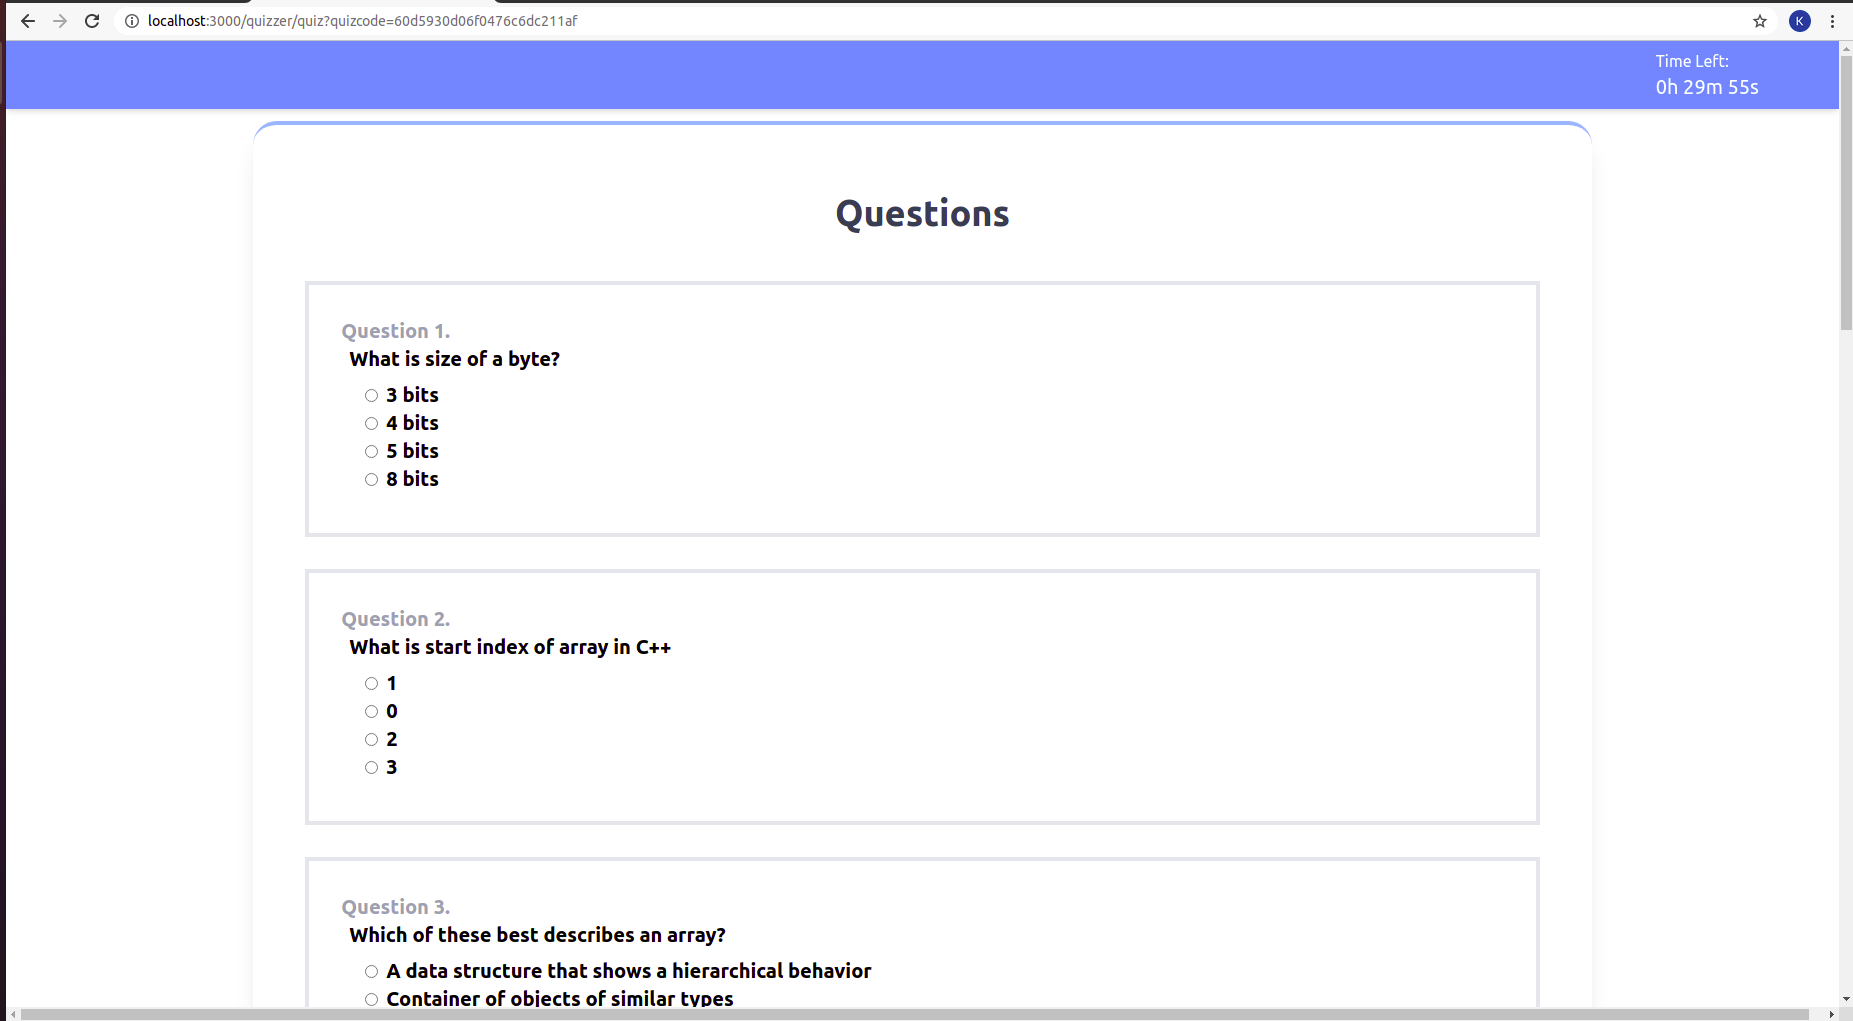 localhost:3000/quizzer/quiz?quizcode=60d5930d06f0476c6dc211af
K
Time Left:
0h 29m 55s
Questions
Question 1.
What is size of a byte?
3 bits
4 bits
5 bits
8 bits
Question 2.
What is start index of array in C++
1
0
2
3
Question 3.
Which of these best describes an array?
A data structure that shows a hierarchical behavior
Container of objects of similar types